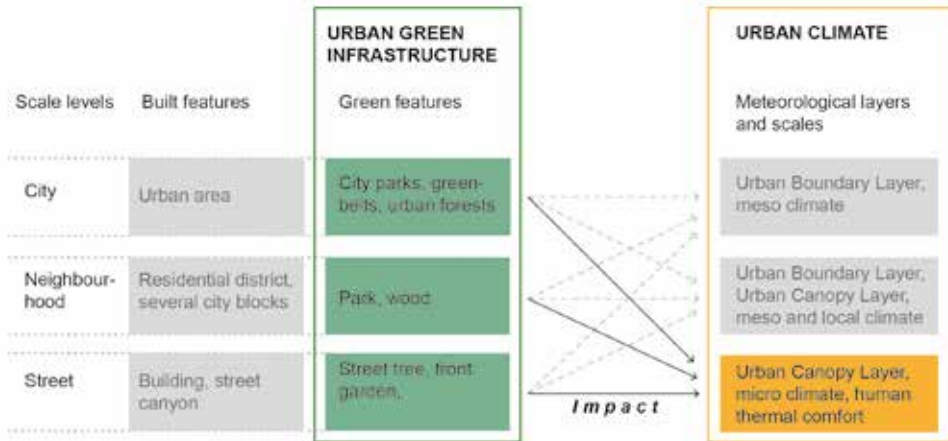 URBAN GREEN
INFRASTRUCTURE
URBAN CLIMATE
Scale levels
Built features
Green features
Meteorological layers
and scales
City
Urban area
City parks, green-
belts, urban forests
Urban Boundary Layer,
meso climate
Neighbour-
hood
Residential district,
several city blocks
Park, wood
Urban Boundary Layer,
Urban Canopy Layer,
meso and local climate
Street
Building, street
canyon
Street tree, front
garden,
Impact
Urban Canopy Layer,
micro climate, human
thermal comfort